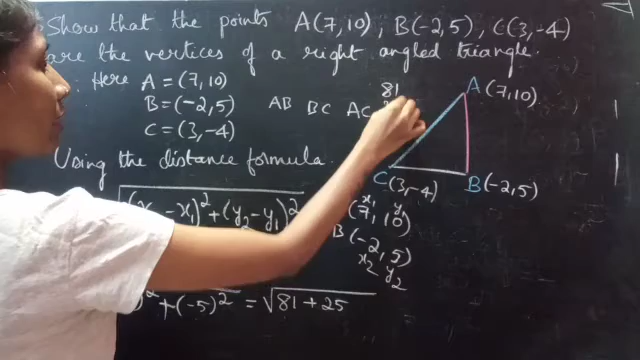 Show that the points A(7,10), B(-2,5), C(3,-4)
are the vertices of a right angled triangle.
Here A = (7,10)
B = (-2,5)
C = (3,-4)
AB BC AC
81
A (7,10)
C (3,-4)
B (-2,5)
Using the distance formula
(x₂ - x₁)² + (y₂ - y₁)²
x₁ y₁
(7, 10)
B (-2, 5)
x₂ y₂
² + (-5)² = √81 + 25